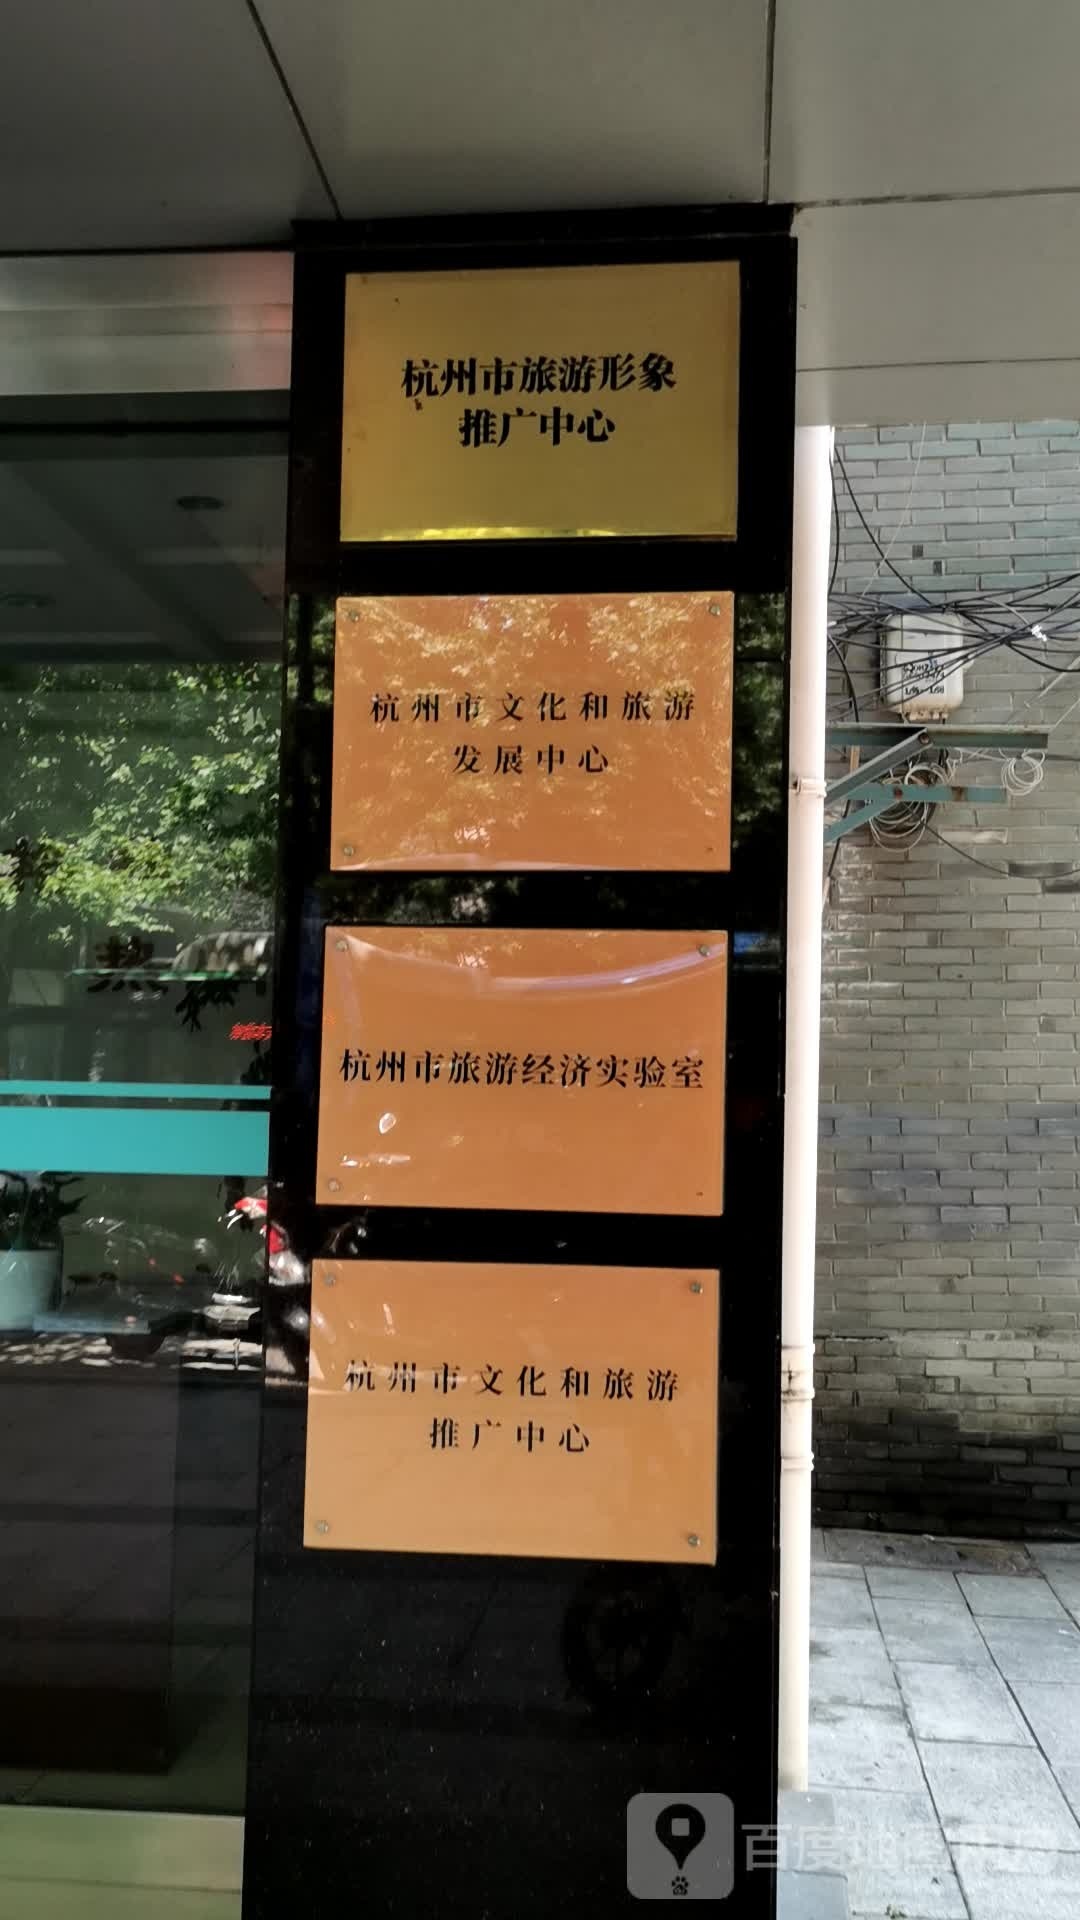 杭州市旅游形象
推广中心
杭州市文化和旅游
发展中心
杭州市旅游经济实验室
杭州市文化和旅游
推广中心
百度地图